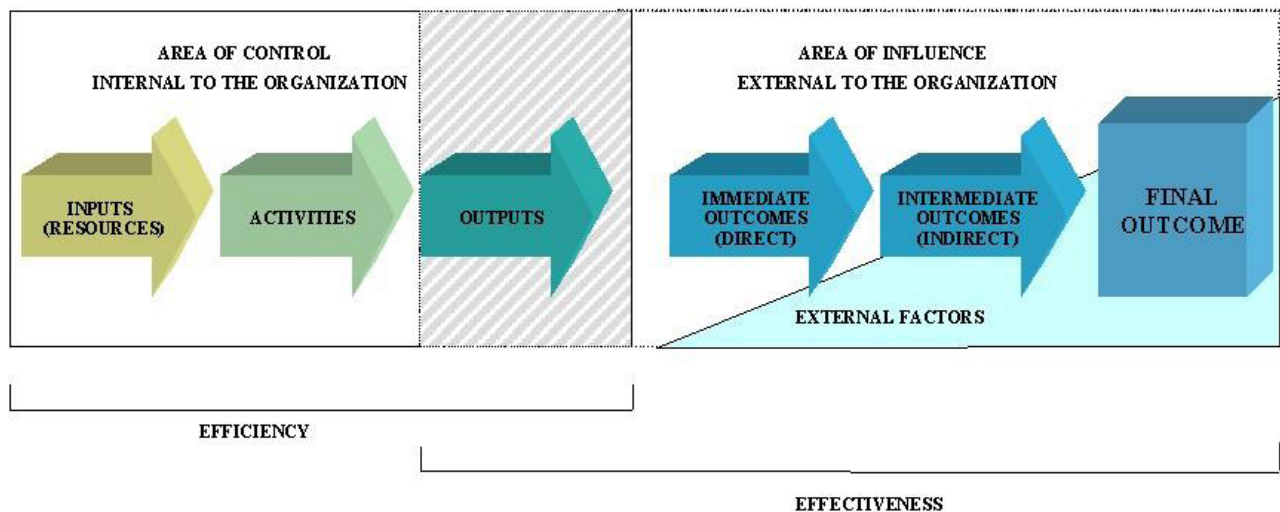 AREA OF CONTROL
INTERNAL TO THE ORGANIZATION
AREA OF INFLUENCE
EXTERNAL TO THE ORGANIZATION
INPUTS
(RESOURCES)
ACTIVITIES
OUTPUTS
IMMEDIATE
OUTCOMES
(DIRECT)
INTERMEDIATE
OUTCOMES
(INDIRECT)
FINAL
OUTCOME
EXTERNAL FACTORS
EFFICIENCY
EFFECTIVENESS